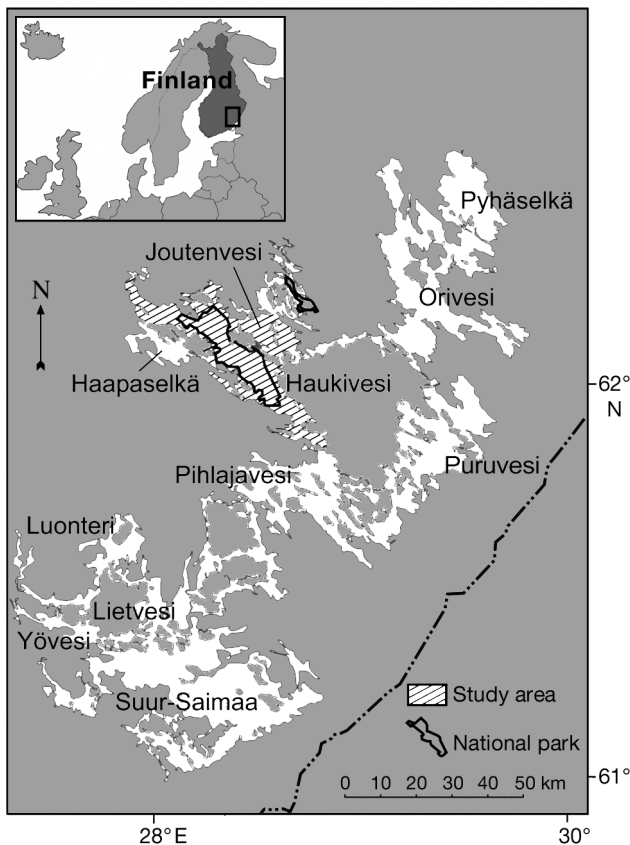 Finland
Pyhäselkä
Joutenvesi
N
Orivesi
Haapaselkä
Haukivesi
62°
N
Pihlajavesi
Puruvesi
Luonteri
Lietvesi
Yövesi
Suur-Saimaa
Study area
National park
0 10 20 30 40 50 km
61°
28°E
30°